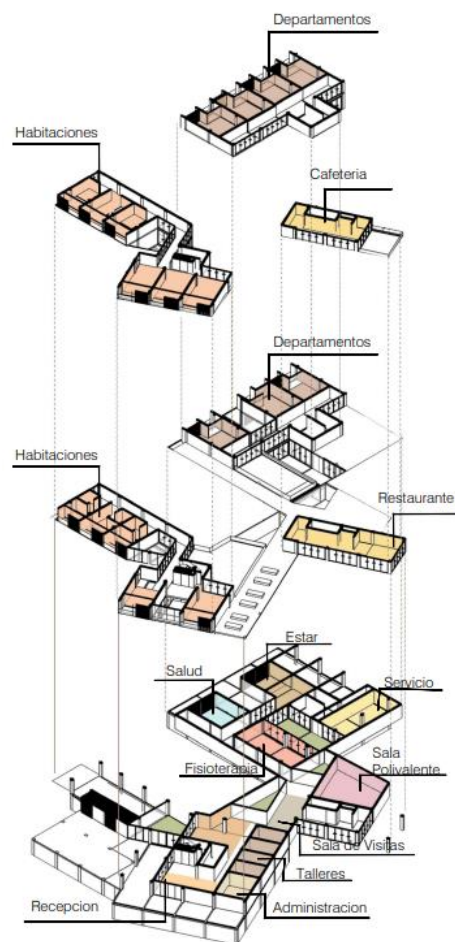 Departamentos
Habitaciones
Cafeteria
Departamentos
Habitaciones
Restaurante
Estar
Salud
Servicio
Fisioterapia
Sala
Polivalente
Sala de Visitas
Talleres
Recepcion
Administracion